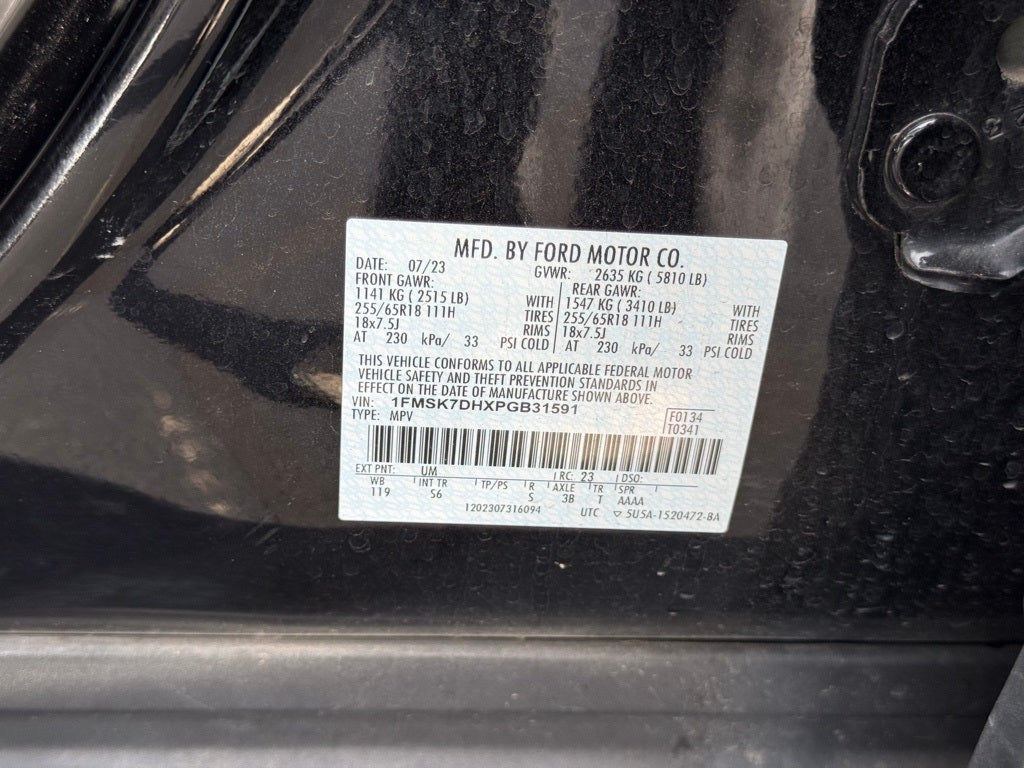 MFD. BY FORD MOTOR CO.
DATE: 07/23 GVWR: 2635 KG ( 5810 LB)
FRONT GAWR: REAR GAWR:
1141 KG ( 2515 LB) WITH 1547 KG ( 3410 LB) WITH
255/65R18 111H TIRES 255/65R18 111H TIRES
18x7.5J RIMS 18x7.5J RIMS
AT 230 kPa/ 33 PSI COLD AT 230 kPa/ 33 PSI COLD
THIS VEHICLE CONFORMS TO ALL APPLICABLE FEDERAL MOTOR
VEHICLE SAFETY AND THEFT PREVENTION STANDARDS IN
EFFECT ON THE DATE OF MANUFACTURE SHOWN ABOVE.
VIN: 1FMSK7DHXPGB31591 F0134
TYPE: MPV T0341
EXT PNT: UM RC: 23 DSO:
WB INT TR TP/PS R AXLE TR SPR
119 S6 S 3B T AAAA
1202307316094 UTC ▽ 5U5A-1520472-BA